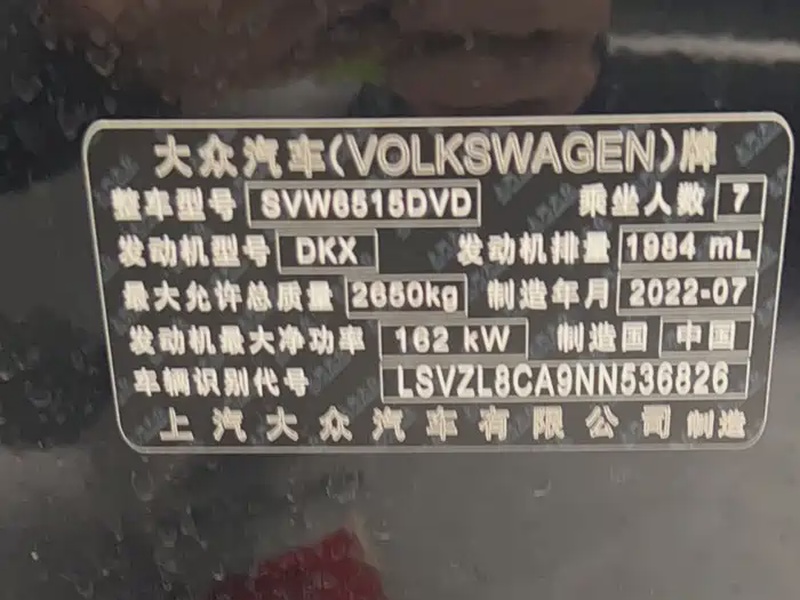 大众汽车(VOLKSWAGEN)牌
整车型号 SVW6515DVD 乘坐人数 7
发动机型号 DKX 发动机排量 1984 mL
最大允许总质量 2650kg 制造年月 2022-07
发动机最大净功率 162 kW 制造国 中国
车辆识别代号 LSVZL8CA9NN536826
上汽大众汽车有限公司 制造